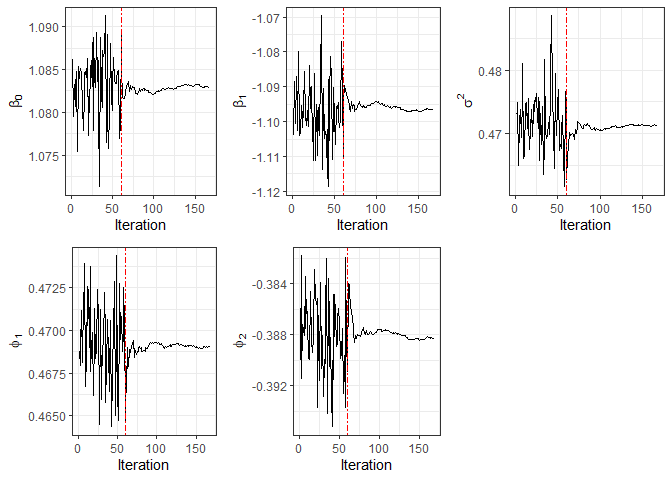 β0
1.090
1.085
1.080
1.075
0 50 100 150
Iteration
β1
-1.07
-1.08
-1.09
-1.10
-1.11
-1.12
0 50 100 150
Iteration
σ2
0.48
0.47
0 50 100 150
Iteration
ϕ1
0.4725
0.4700
0.4675
0.4650
0 50 100 150
Iteration
ϕ2
-0.384
-0.388
-0.392
0 50 100 150
Iteration